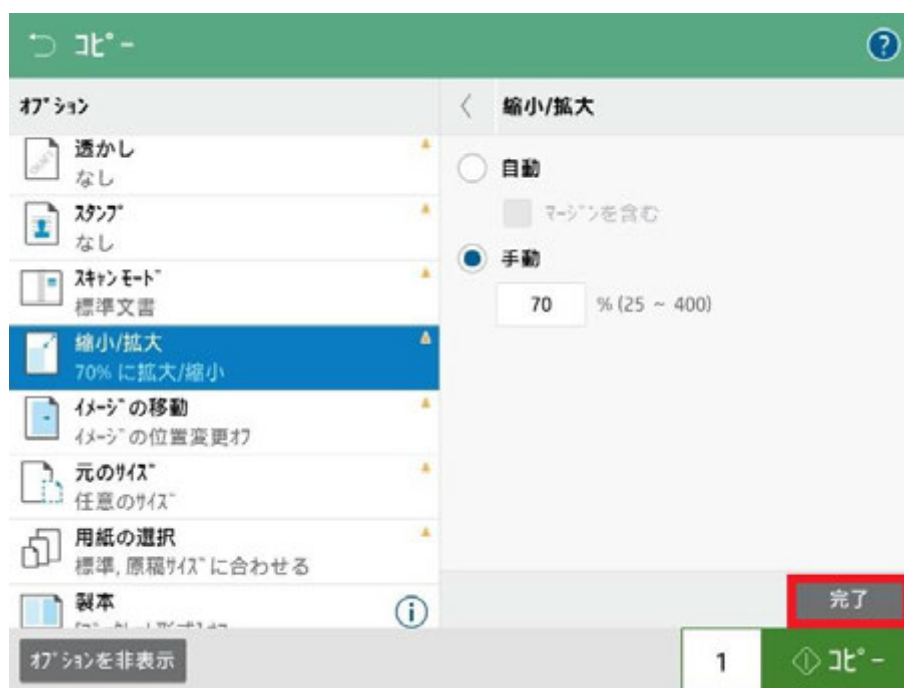 コピー
?
オプション
透かし
なし
スタンプ
なし
スキャン モード
標準文書
縮小/拡大
70% に拡大/縮小
イメージの移動
イメージの位置変更オフ
元のサイズ
任意のサイズ
用紙の選択
標準, 原稿サイズに合わせる
製本
オプションを非表示
縮小/拡大
自動
マージンを含む
手動
70 % (25 ~ 400)
完了
1
コピー